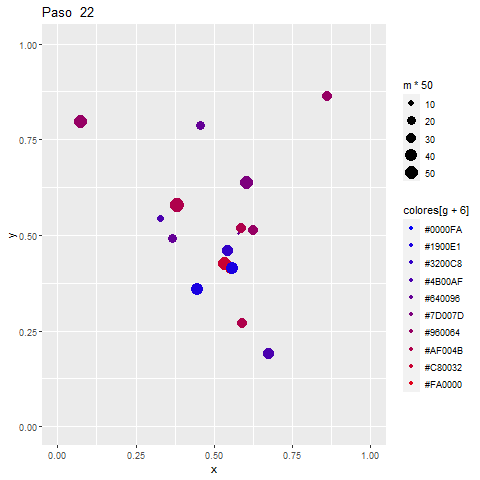 Paso 22
m * 50
1.00
10
20
0.75
30
40
50
y
0.50
colores[g + 6]
#0000FA
#1900E1
#3200C8
#4B00AF
#640096
0.25
#7D007D
#960064
#AF004B
#C80032
#FA0000
0.00
0.00 0.25 0.50 0.75 1.00
x